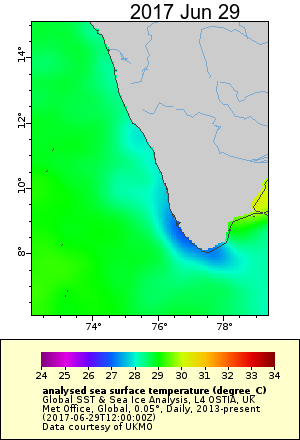 2017 Jun 29
14°
12°
10°
8°
74°
76°
78°
24 25 26 27 28 29 30 31 32 33 34
analysed sea surface temperature (degree_C)
Global SST & Sea Ice Analysis, L4 OSTIA, UK
Met Office, Global, 0.05°, Daily, 2013-present
(2017-06-29T12:00:00Z)
Data courtesy of UKMO